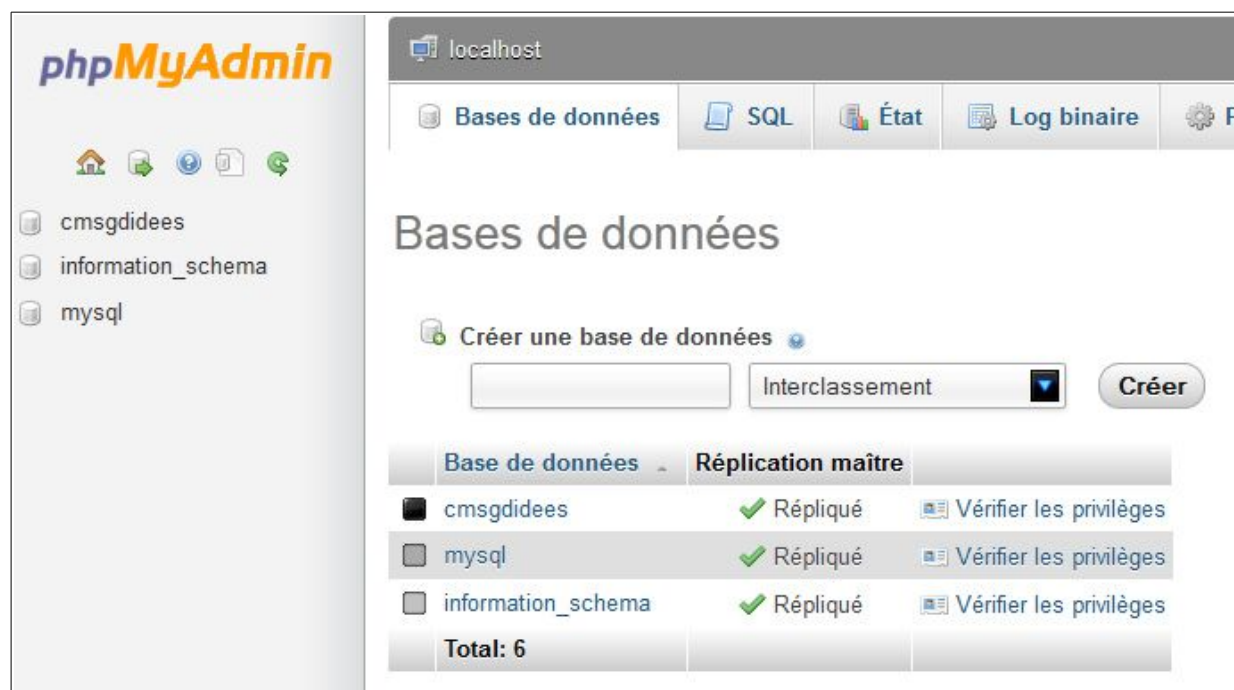 phpMyAdmin
cmsgdidees
information_schema
mysql
localhost
Bases de données SQL État Log binaire
Bases de données
Créer une base de données
Interclassement Créer
Base de données Réplication maître
cmsgdidees Répliqué Vérifier les privilèges
mysql Répliqué Vérifier les privilèges
information_schema Répliqué Vérifier les privilèges
Total: 6